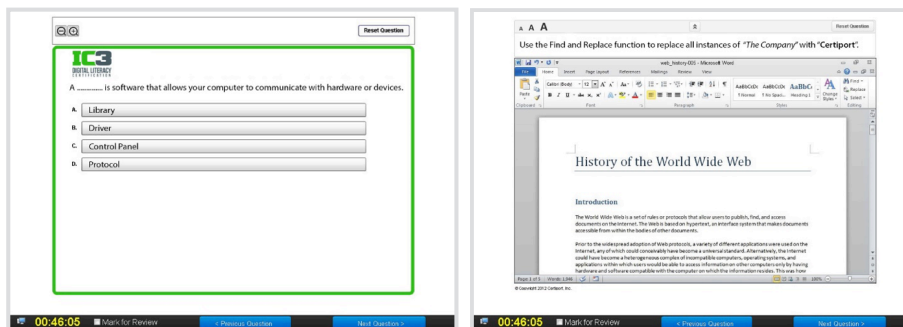 Reset Question
IC3
DIGITAL LITERACY
CERTIFICATION
A ............. is software that allows your computer to communicate with hardware or devices.
A. Library
B. Driver
C. Control Panel
D. Protocol
00:46:05 Mark for Review < Previous Question Next Question >
A A A Reset Question
Use the Find and Replace function to replace all instances of "The Company" with "Certiport".
web_history-001 - Microsoft Word
File Home Insert Page Layout References Mailings Review View
Calibri (Body) 12
Paste
AaBbCcDc AaBbCcDc AaBbC
Find
Replace
Select
¶ Normal ¶ No Spaci... Heading 1 Change Styles
Clipboard Font Paragraph Styles Editing
History of the World Wide Web
Introduction
The World Wide Web is a set of rules or protocols that allow users to publish, find, and access
documents on the Internet. The Web is based on hypertext, an interface system that makes documents
accessible from within the bodies of other documents.
Prior to the widespread adoption of Web protocols, a variety of different applications were used on the
Internet, any of which could conceivably have become a universal standard. Alternatively, the Internet
could have become a heterogeneous complex of incompatible computers, operating systems, and
applications within which users would be able to access information on other computers only by having
hardware and software compatible with the computer on which the information resides. This was how
100%
© Copyright 2012 Certiport, Inc.
00:46:05 Mark for Review < Previous Question Next Question >